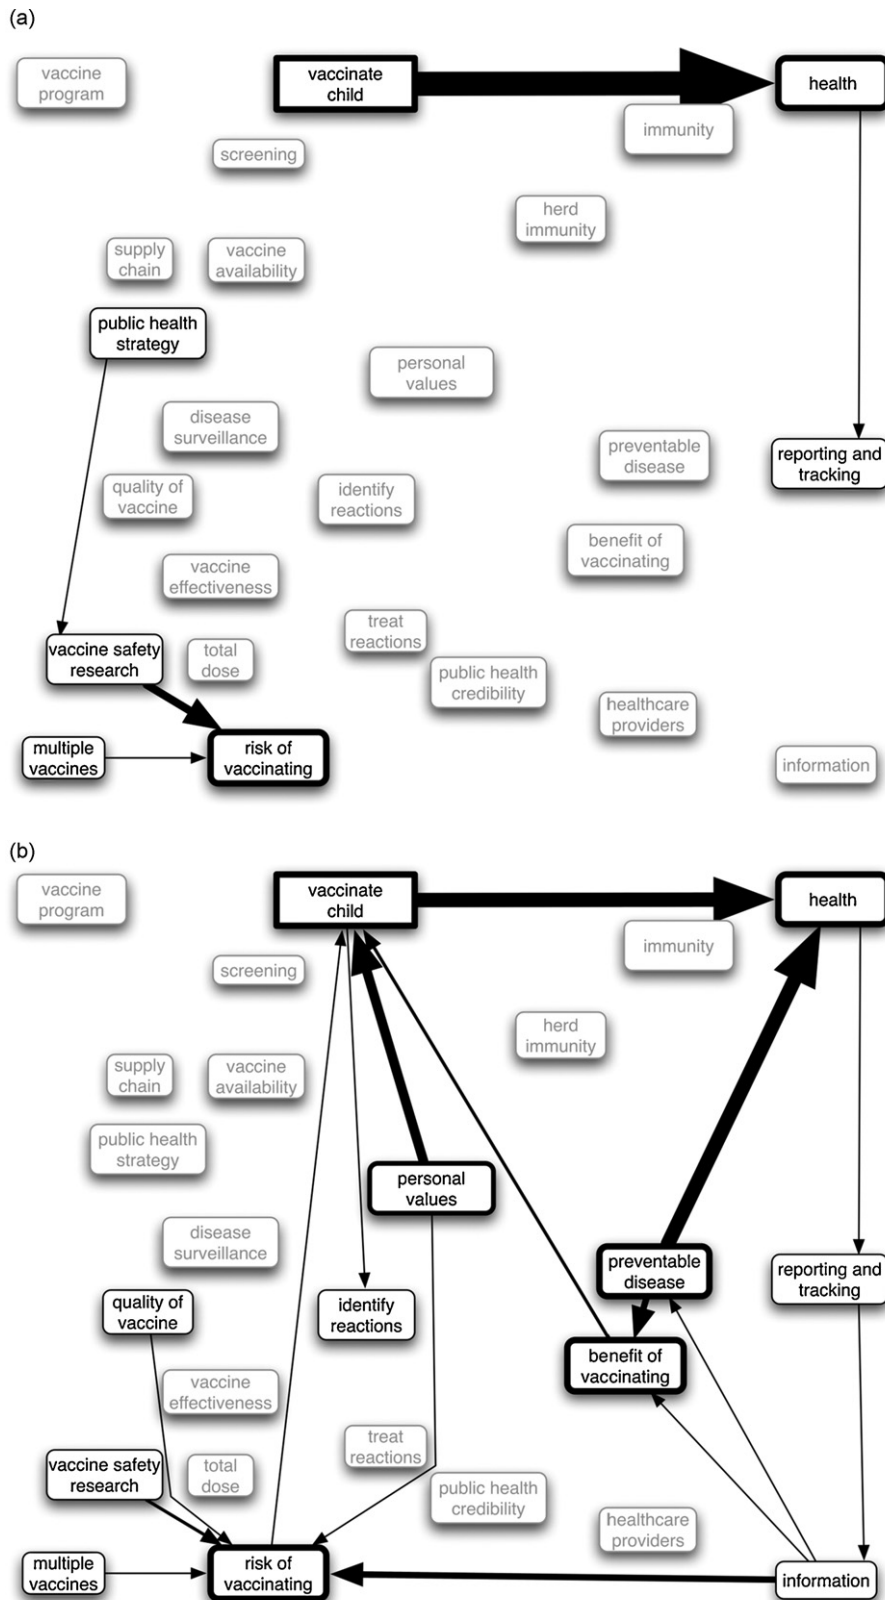 (a)
vaccine
program
vaccinate
child
health
immunity
screening
herd
immunity
supply
chain
vaccine
availability
public health
strategy
personal
values
disease
surveillance
preventable
disease
reporting and
tracking
quality of
vaccine
identify
reactions
benefit of
vaccinating
vaccine
effectiveness
treat
reactions
vaccine safety
research
total
dose
public health
credibility
healthcare
providers
multiple
vaccines
risk of
vaccinating
information
(b)
vaccine
program
vaccinate
child
health
immunity
screening
herd
immunity
supply
chain
vaccine
availability
public health
strategy
personal
values
disease
surveillance
preventable
disease
reporting and
tracking
quality of
vaccine
identify
reactions
benefit of
vaccinating
vaccine
effectiveness
treat
reactions
vaccine safety
research
total
dose
public health
credibility
healthcare
providers
multiple
vaccines
risk of
vaccinating
information